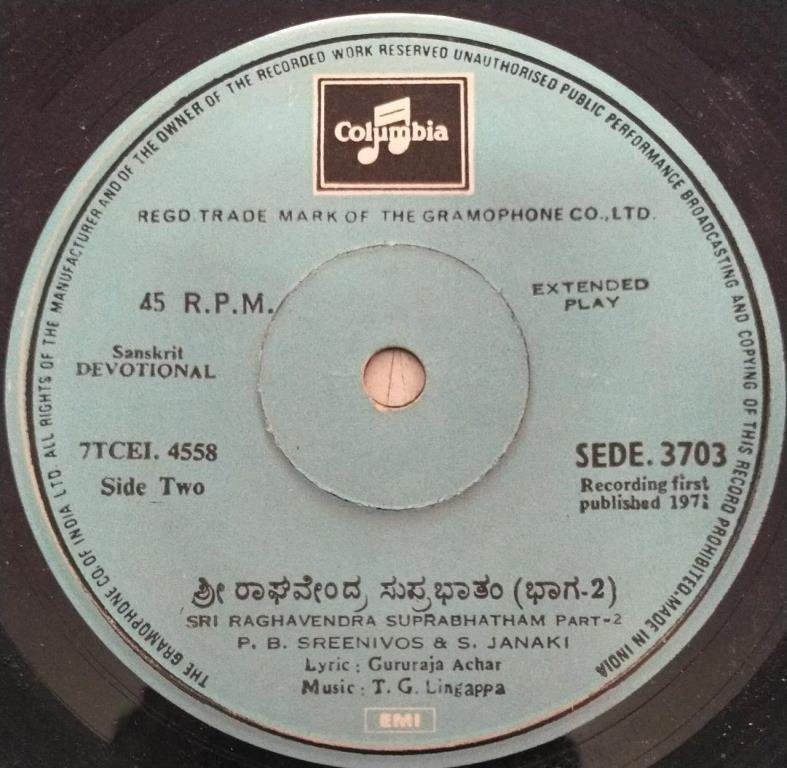 THE GRAMOPHONE CO. OF INDIA LTD. ALL RIGHTS OF THE MANUFACTURER AND OF THE OWNER OF THE RECORDED WORK RESERVED UNAUTHORISED PUBLIC PERFORMANCE BROADCASTING AND COPYING OF THIS RECORD PROHIBITED. MADE IN INDIA
Columbia
REGD. TRADE MARK OF THE GRAMOPHONE CO., LTD.
45 R.P.M.
EXTENDED
PLAY
Sanskrit
DEVOTIONAL
7TCEI. 4558
Side Two
SEDE. 3703
Recording first
published
ಶ್ರೀ ರಾಘವೇಂದ್ರ ಸುಪ್ರಭಾತಂ (ಭಾಗ-2)
SRI RAGHAVENDRA SUPRABHATHAM PART-2
P. B. SREENIVOS & S. JANAKI
Lyric : Gururaja Achar
Music : T. G. Lingappa
EMI